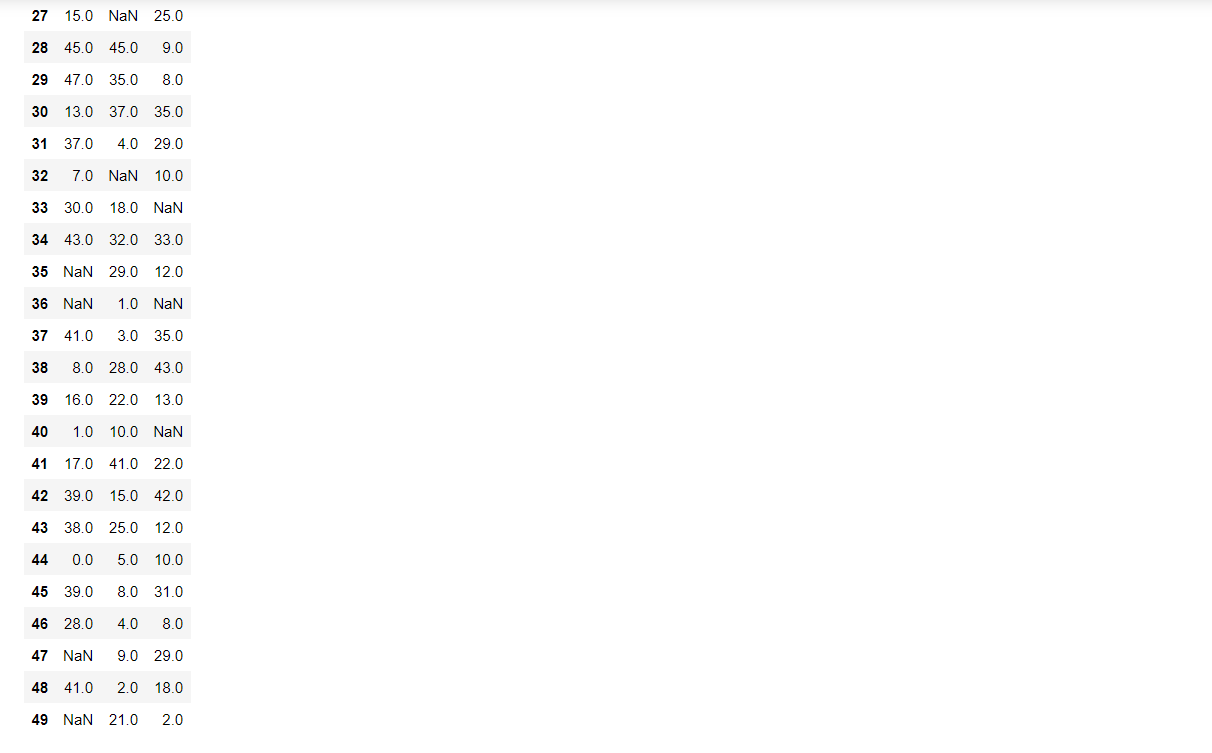 27 15.0 NaN 25.0
28 45.0 45.0 9.0
29 47.0 35.0 8.0
30 13.0 37.0 35.0
31 37.0 4.0 29.0
32 7.0 NaN 10.0
33 30.0 18.0 NaN
34 43.0 32.0 33.0
35 NaN 29.0 12.0
36 NaN 1.0 NaN
37 41.0 3.0 35.0
38 8.0 28.0 43.0
39 16.0 22.0 13.0
40 1.0 10.0 NaN
41 17.0 41.0 22.0
42 39.0 15.0 42.0
43 38.0 25.0 12.0
44 0.0 5.0 10.0
45 39.0 8.0 31.0
46 28.0 4.0 8.0
47 NaN 9.0 29.0
48 41.0 2.0 18.0
49 NaN 21.0 2.0